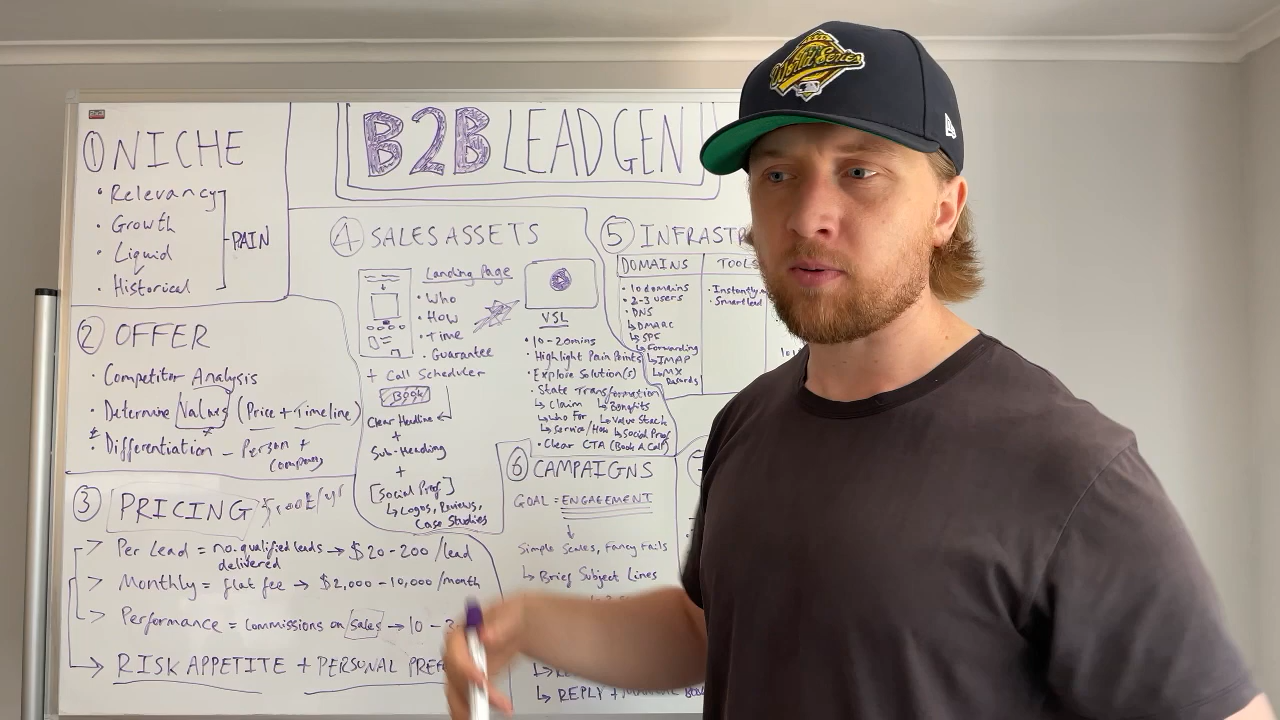 B2B LEAD GEN
① NICHE
• Relevancy
• Growth
• Liquid
• Historical
PAIN
② OFFER
• Competitor Analysis
• Determine Values (Price + Timeline)
• Differentiation – Person +
Company
③ PRICING
> Per Lead = no. qualified leads → $20-200/lead
delivered
> Monthly = flat fee → $2,000-10,000/month
> Performance = Commissions on sales → 10 -
→ RISK APPETITE + PERSONAL PREF
④ SALES ASSETS
Landing Page
• Who
• How
• Time
• Guarantee
+ Call Scheduler
BOOK
Clear Headline
+
Sub-Heading
+
[Social Proof]
↳ Logos, Reviews,
Case Studies
VSL
• 10-20mins
• Highlight Pain Points
• Explore Solution(s)
• State Transformation
↳ Claim ↳ Benefits
↳ Who For ↳ Value Stack
↳ Service/How ↳ Social Proof
• Clear CTA (Book A Call)
⑤ INFRASTR
DOMAINS
• 10 domains
• 2-3 users
• DNS
↳ DMARC
↳ SPF
↳ Forwarding
↳ IMAP
↳ MX
Records
TOOLS
• Instantly
• Smartlead
⑥ CAMPAIGNS
GOAL = ENGAGEMENT
↓
Simple Scales, Fancy Fails
↳ Brief Subject Lines
↳ REPLY +
World Series